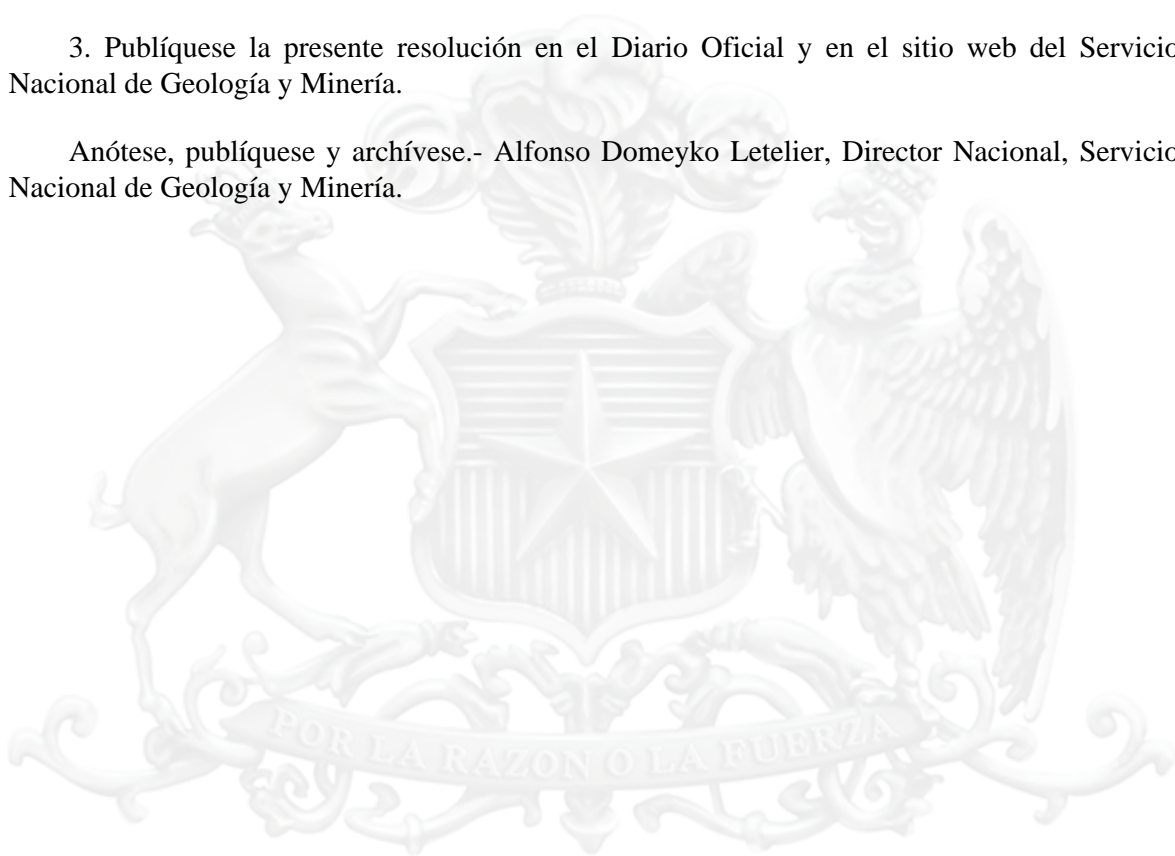 3. Publíquese la presente resolución en el Diario Oficial y en el sitio web del Servicio
Nacional de Geología y Minería.
Anótese, publíquese y archívese.- Alfonso Domeyko Letelier, Director Nacional, Servicio
Nacional de Geología y Minería.
POR LA RAZON O LA FUERZA